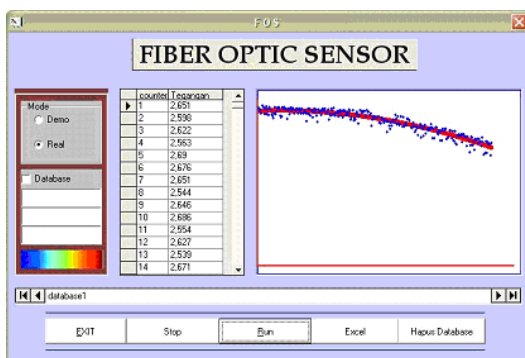 FOS
FIBER OPTIC SENSOR
Mode
Demo
Real
Database
counter Tegangan
1 2,651
2 2,598
3 2,622
4 2,563
5 2,69
6 2,676
7 2,651
8 2,544
9 2,646
10 2,686
11 2,554
12 2,627
13 2,539
14 2,671
database1
EXIT
Stop
Run
Excel
Hapus Database